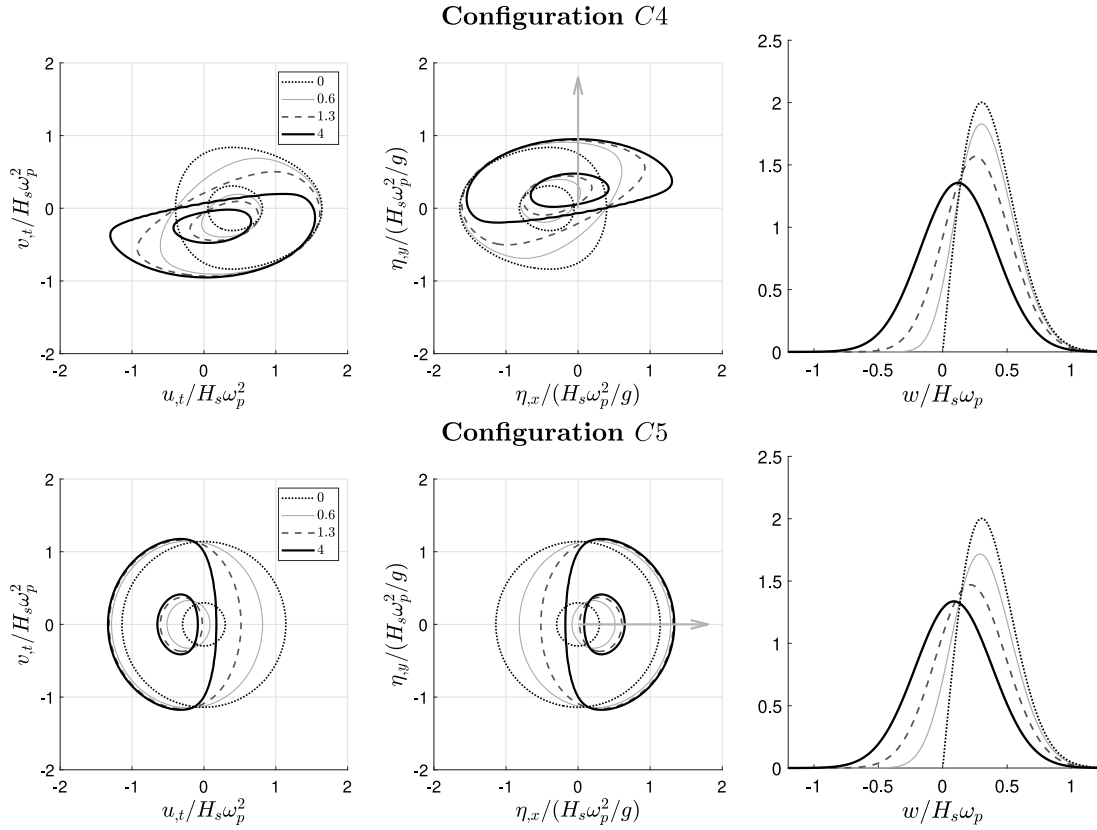 Configuration C4
2
1
0
-1
-2
-2 -1 0 1 2
v,t/Hsωp²
u,t/Hsωp²
0
0.6
1.3
4
2
1
0
-1
-2
-2 -1 0 1 2
η,y/(Hsωp²/g)
η,x/(Hsωp²/g)
2.5
2
1.5
1
0.5
0
-1 -0.5 0 0.5 1
w/Hsωp
Configuration C5
2
1
0
-1
-2
-2 -1 0 1 2
v,t/Hsωp²
u,t/Hsωp²
0
0.6
1.3
4
2
1
0
-1
-2
-2 -1 0 1 2
η,y/(Hsωp²/g)
η,x/(Hsωp²/g)
2.5
2
1.5
1
0.5
0
-1 -0.5 0 0.5 1
w/Hsωp